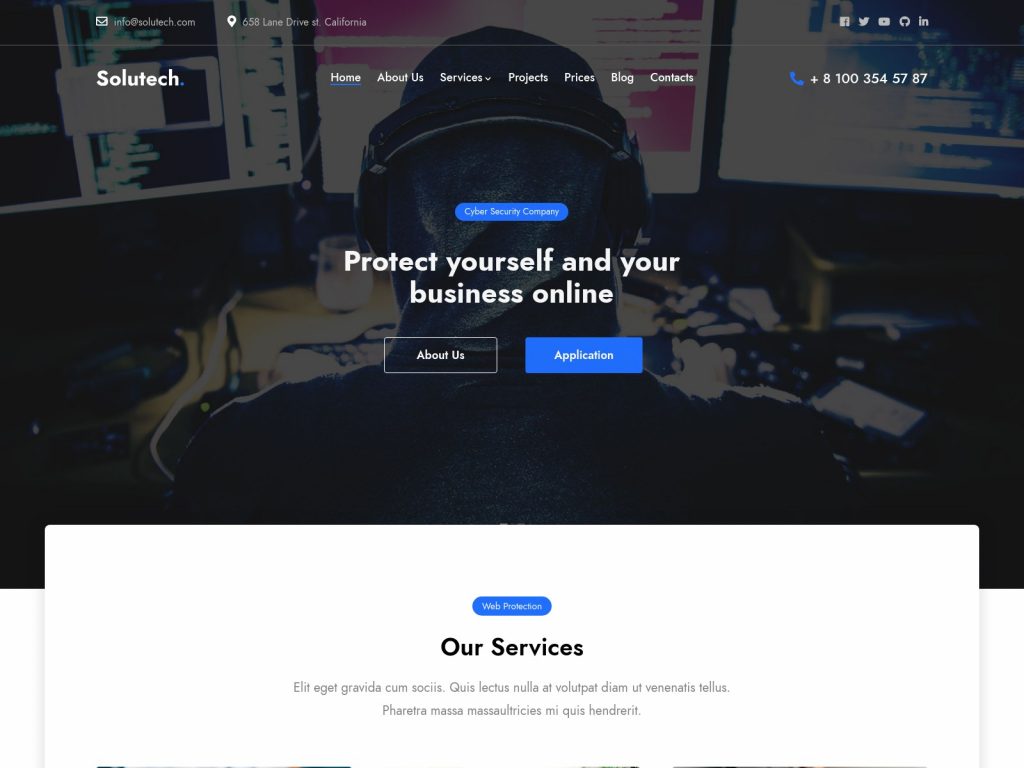 info@solutech.com
658 Lane Drive st. California
Solutech.
Home
About Us
Services
Projects
Prices
Blog
Contacts
+ 8 100 354 57 87
Cyber Security Company
Protect yourself and your
business online
About Us
Application
Web Protection
Our Services
Elit eget gravida cum sociis. Quis lectus nulla at volutpat diam ut venenatis tellus.
Pharetra massa massaultricies mi quis hendrerit.